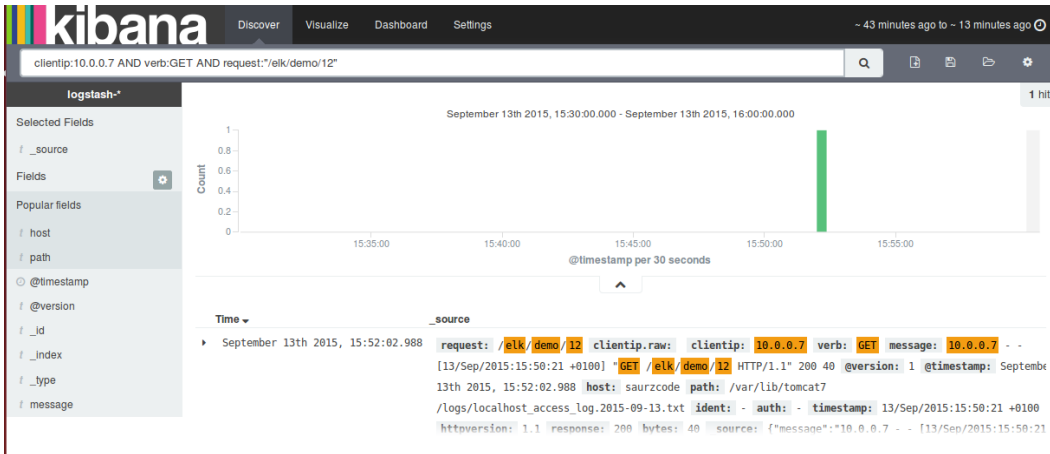 kibana
Discover Visualize Dashboard Settings ~ 43 minutes ago to ~ 13 minutes ago
clientip:10.0.0.7 AND verb:GET AND request:"/elk/demo/12"
logstash-*
1 hit
Selected Fields
t _source
Fields
Popular fields
t host
t path
@timestamp
t @version
t _id
t _index
t _type
t message
September 13th 2015, 15:30:00.000 - September 13th 2015, 16:00:00.000
Count
1
0.8
0.6
0.4
0.2
0
15:35:00 15:40:00 15:45:00 15:50:00 15:55:00
@timestamp per 30 seconds
Time _source
September 13th 2015, 15:52:02.988 request: /elk/demo/12 clientip.raw: clientip: 10.0.0.7 verb: GET message: 10.0.0.7 - -
[13/Sep/2015:15:50:21 +0100] "GET /elk/demo/12 HTTP/1.1" 200 40 @version: 1 @timestamp: Septembe
13th 2015, 15:52:02.988 host: saurzcode path: /var/lib/tomcat7
/logs/localhost_access_log.2015-09-13.txt ident: - auth: - timestamp: 13/Sep/2015:15:50:21 +0100
httpversion: 1.1 response: 200 bytes: 40 source: {"message":"10.0.0.7 - - [13/Sep/2015:15:50:21